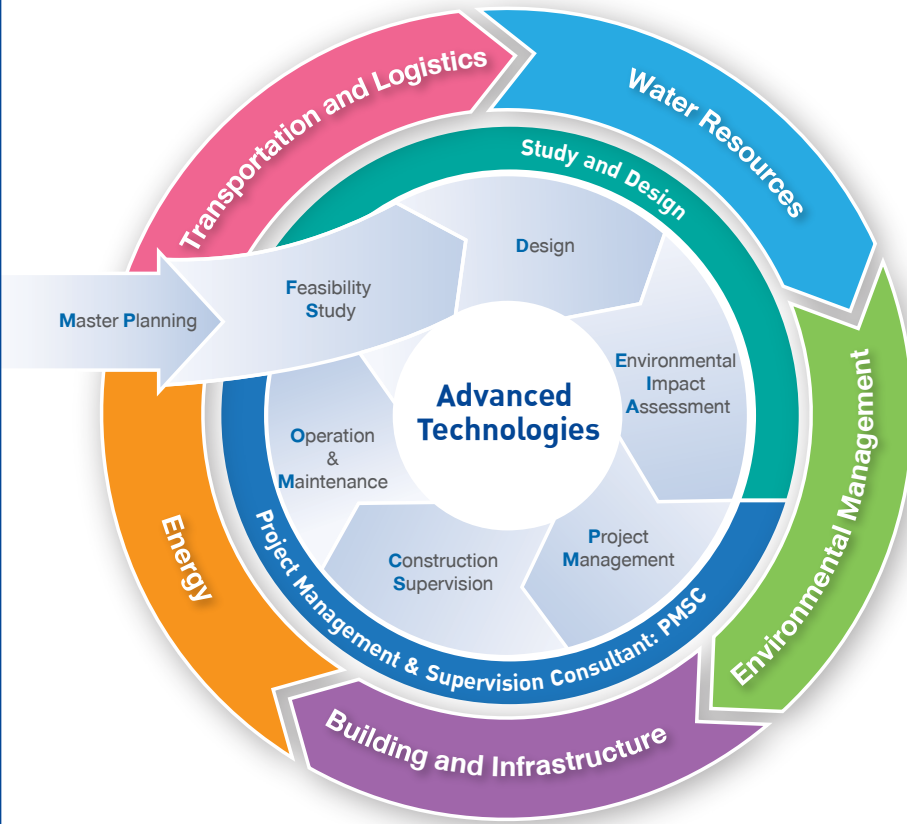 Transportation and Logistics
Water Resources
Study and Design
Design
Feasibility
Study
Master Planning
Environmental
Impact
Assessment
Advanced
Technologies
Operation
&
Maintenance
Environmental Management
Energy
Project
Management
Construction
Supervision
Project Management & Supervision Consultant: PMSC
Building and Infrastructure